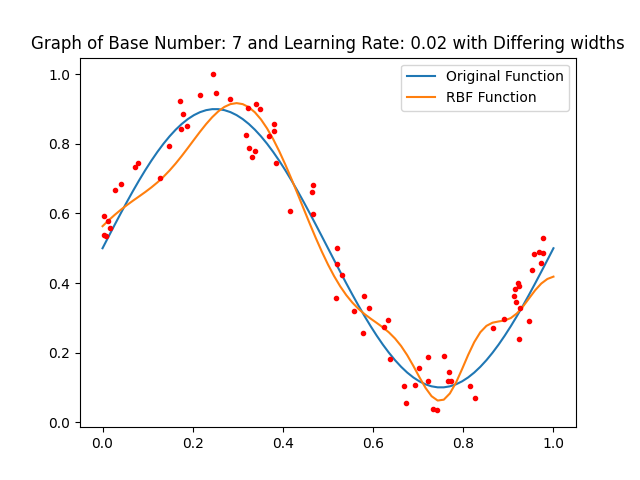 Graph of Base Number: 7 and Learning Rate: 0.02 with Differing widths
Original Function
RBF Function
1.0
0.8
0.6
0.4
0.2
0.0
0.0 0.2 0.4 0.6 0.8 1.0